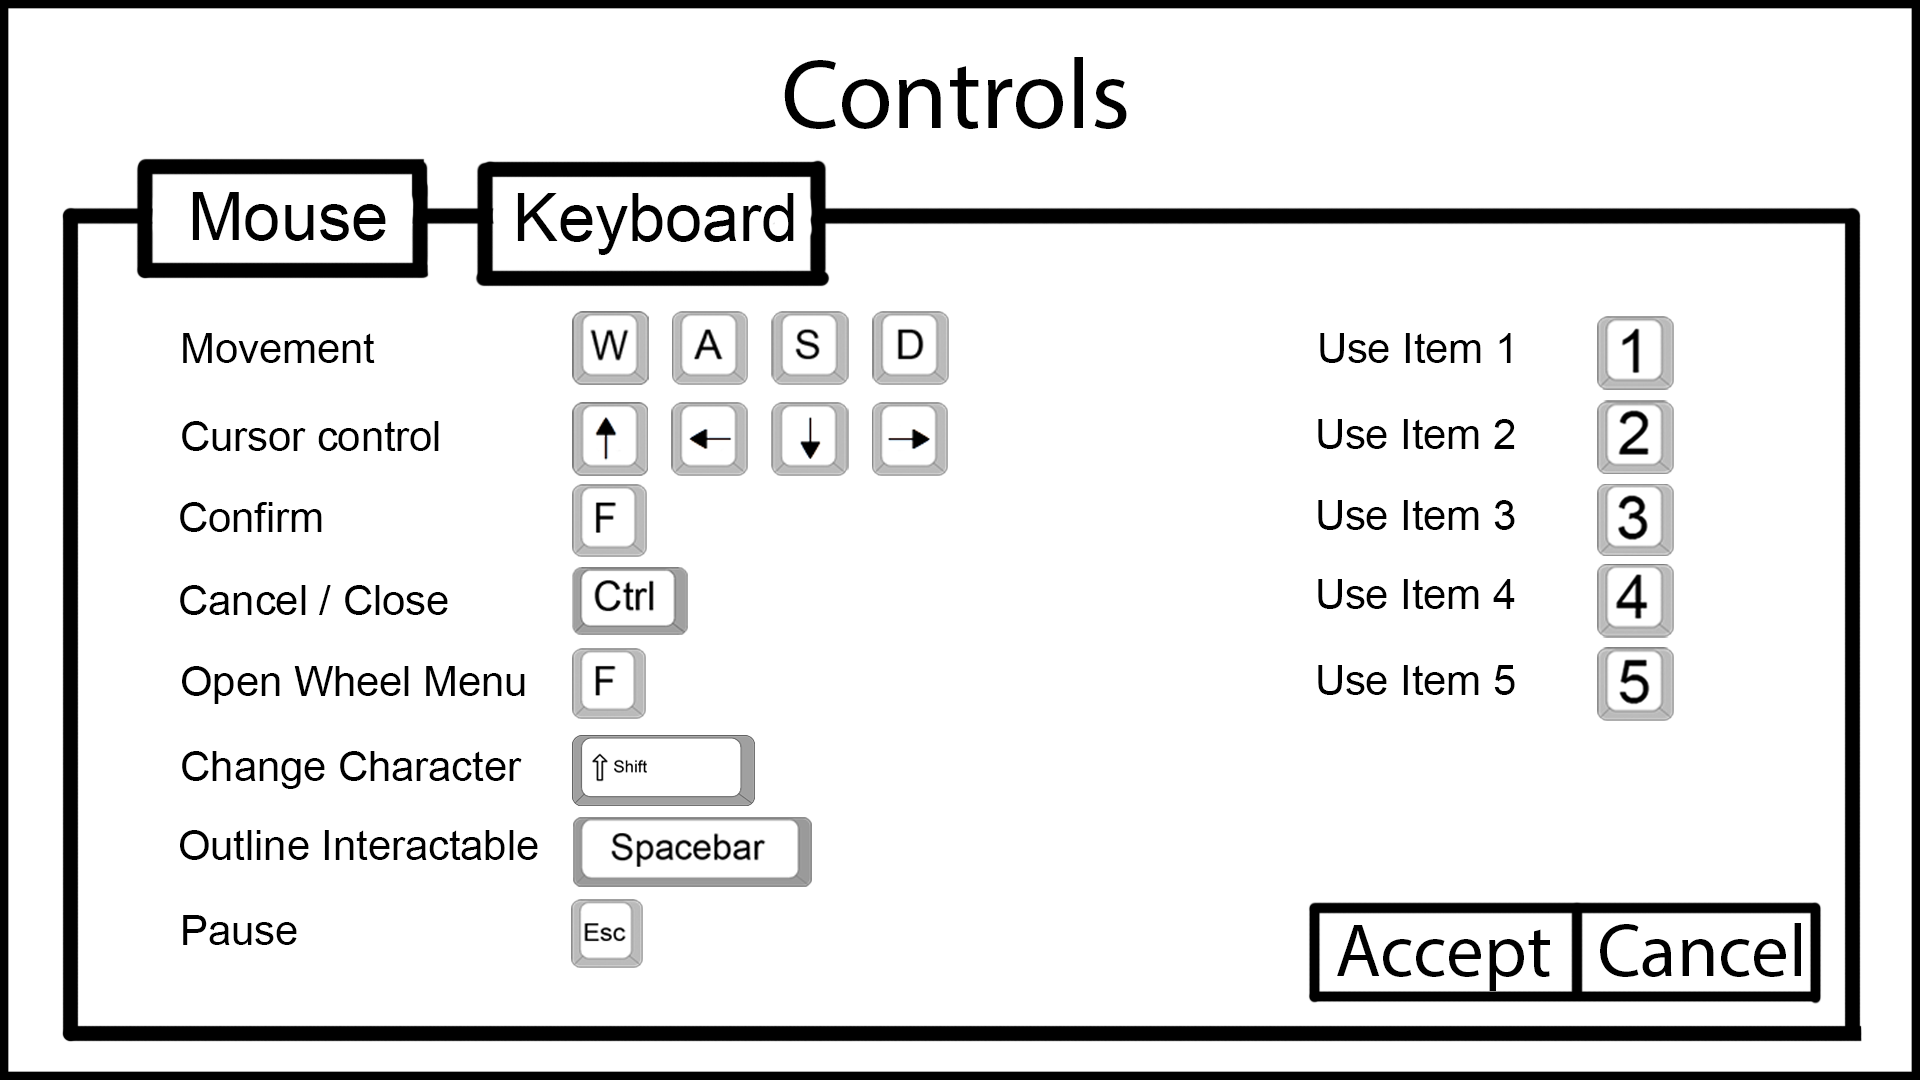 Controls
Mouse Keyboard
Movement W A S D
Cursor control ↑ ← ↓ →
Confirm F
Cancel / Close Ctrl
Open Wheel Menu F
Change Character ⇧ Shift
Outline Interactable Spacebar
Pause Esc
Use Item 1 1
Use Item 2 2
Use Item 3 3
Use Item 4 4
Use Item 5 5
Accept Cancel